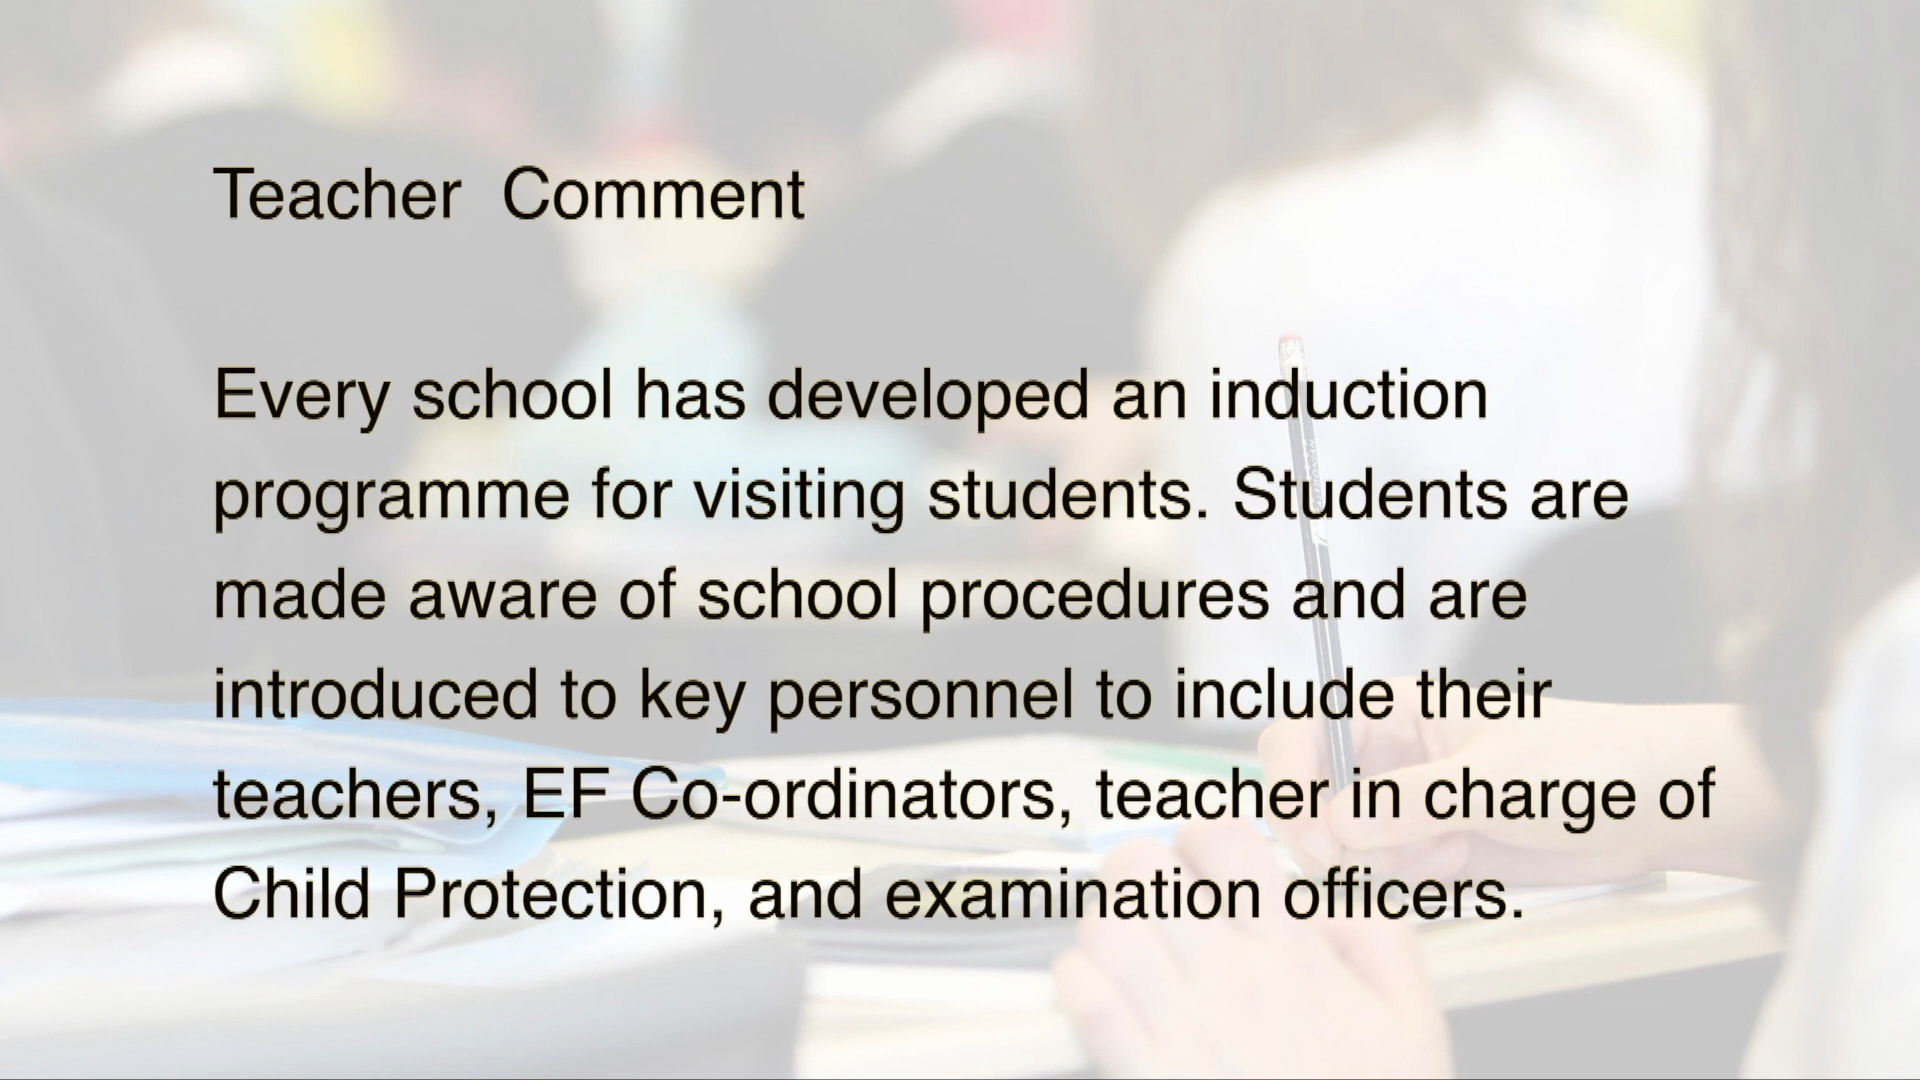 Teacher  Comment
Every school has developed an induction
programme for visiting students. Students are
made aware of school procedures and are
introduced to key personnel to include their
teachers, EF Co-ordinators, teacher in charge of
Child Protection, and examination officers.